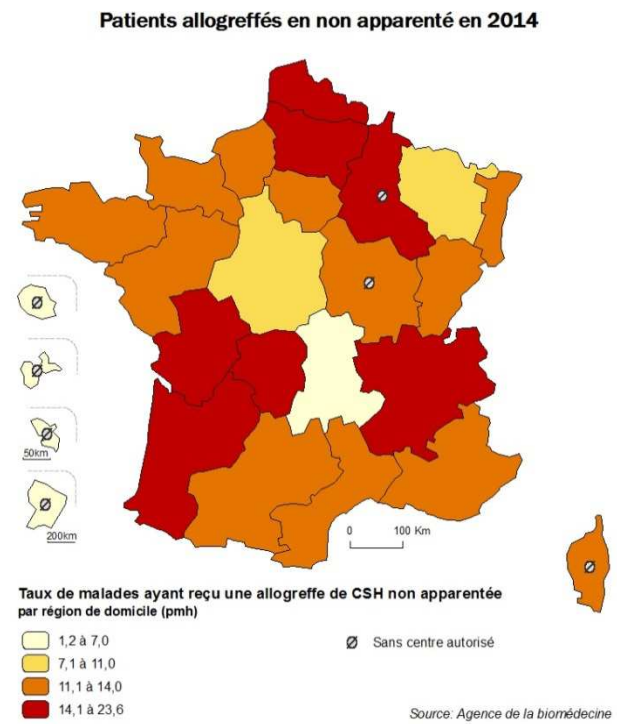 Patients allogreffés en non apparenté en 2014
50km
200km
0 100 Km
Taux de malades ayant reçu une allogreffe de CSH non apparentée
par région de domicile (pmh)
1,2 à 7,0
7,1 à 11,0
11,1 à 14,0
14,1 à 23,6
Sans centre autorisé
Source: Agence de la biomédecine